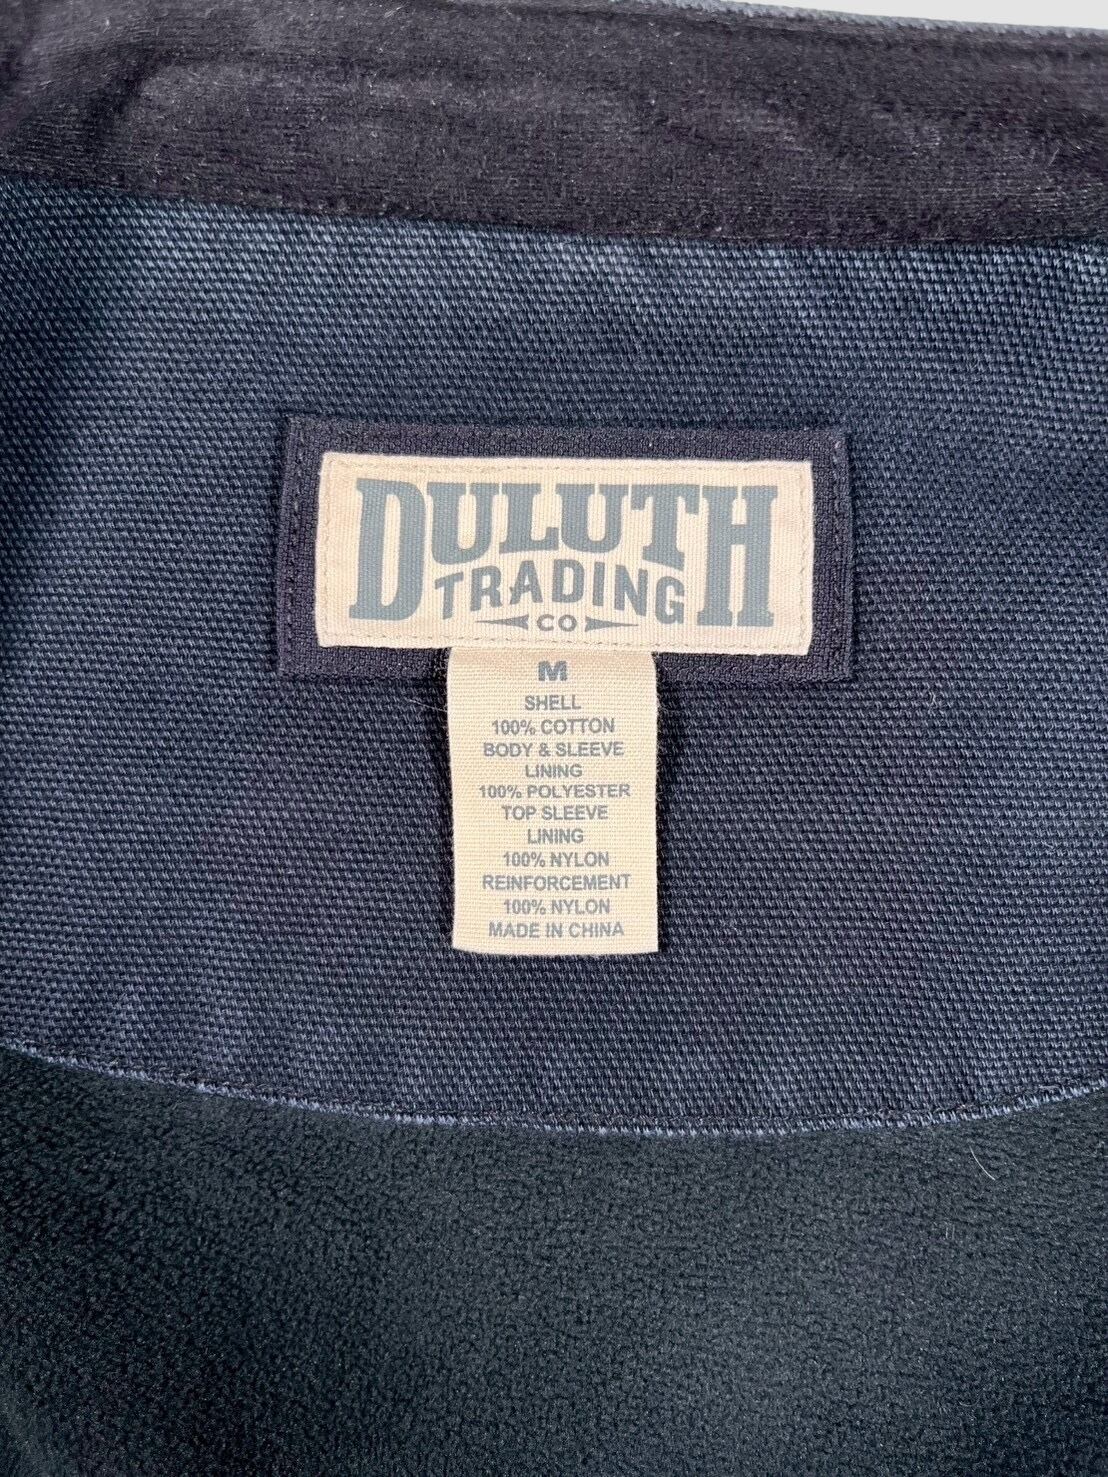 DULUTH
TRADING
CO
M
SHELL
100% COTTON
BODY & SLEEVE
LINING
100% POLYESTER
TOP SLEEVE
LINING
100% NYLON
REINFORCEMENT
100% NYLON
MADE IN CHINA